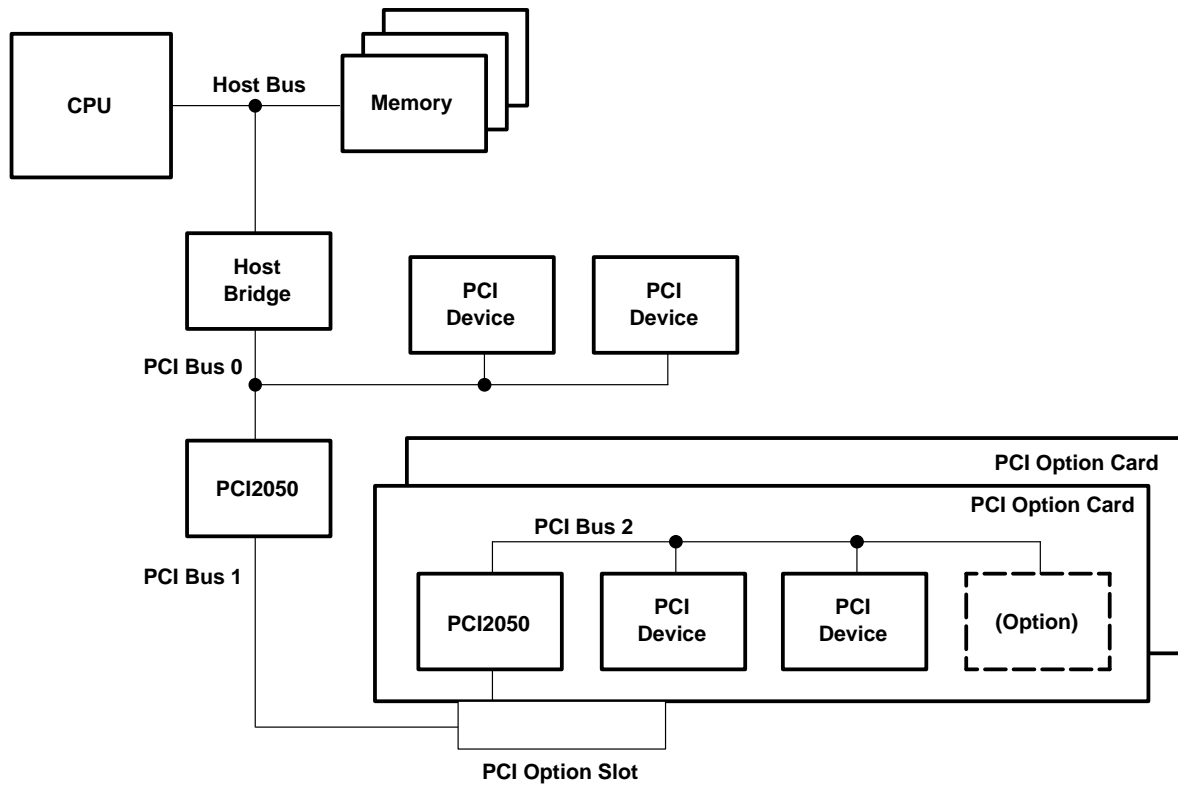 CPU
Host Bus
Memory
Host
Bridge
PCI
Device
PCI
Device
PCI Bus 0
PCI2050
PCI Option Card
PCI Option Card
PCI Bus 2
PCI Bus 1
PCI2050
PCI
Device
PCI
Device
(Option)
PCI Option Slot